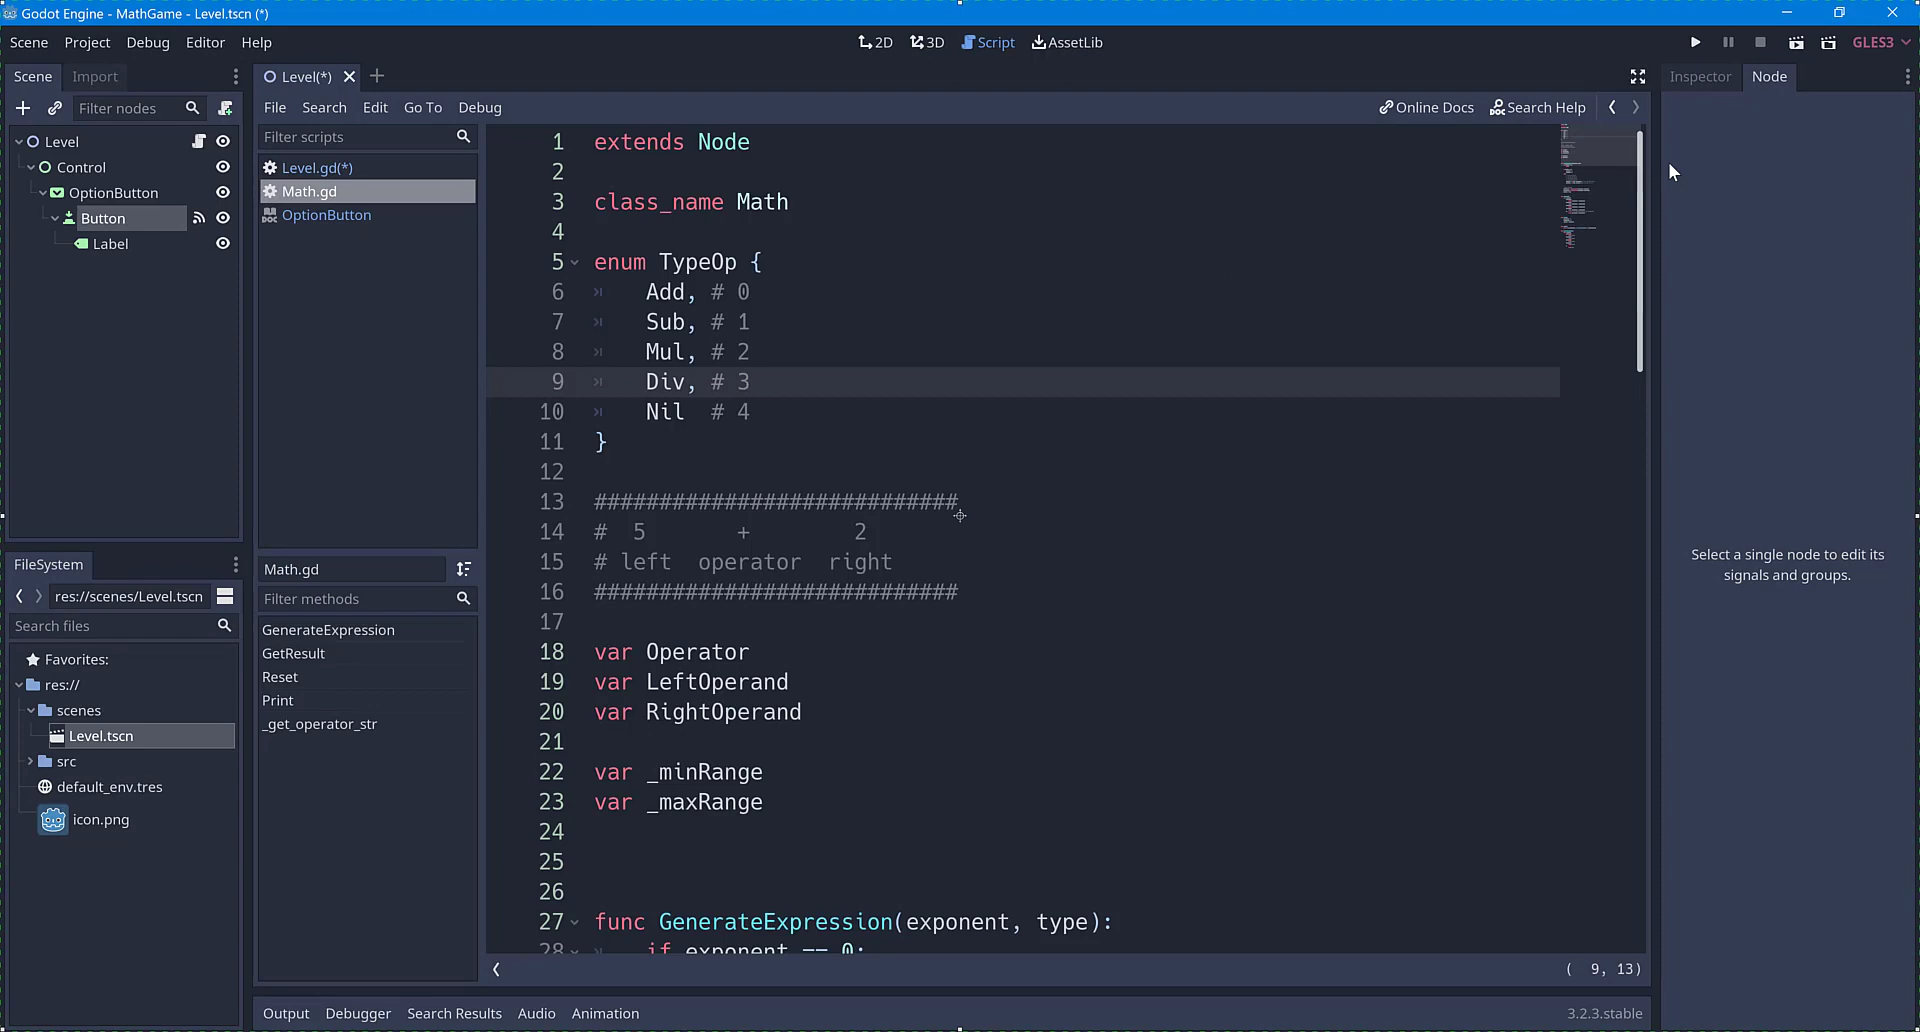 Godot Engine - MathGame - Level.tscn (*)
Scene Project Debug Editor Help
2D 3D Script AssetLib
GLES3
Scene Import
Filter nodes
Level
Control
OptionButton
Button
Label
FileSystem
res://scenes/Level.tscn
Search files
Favorites:
res://
scenes
Level.tscn
src
default_env.tres
icon.png
Level(*)
File Search Edit Go To Debug
Online Docs Search Help
Filter scripts
Level.gd(*)
Math.gd
OptionButton
Math.gd
Filter methods
GenerateExpression
GetResult
Reset
Print
_get_operator_str
1 extends Node
2
3 class_name Math
4
5 enum TypeOp {
6 Add, # 0
7 Sub, # 1
8 Mul, # 2
9 Div, # 3
10 Nil # 4
11 }
12
13 ############################
14 # 5 + 2
15 # left operator right
16 ############################
17
18 var Operator
19 var LeftOperand
20 var RightOperand
21
22 var _minRange
23 var _maxRange
24
25
26
27 func GenerateExpression(exponent, type):
28 if exponent == 0:
( 9, 13)
Inspector Node
Select a single node to edit its
signals and groups.
Output Debugger Search Results Audio Animation
3.2.3.stable